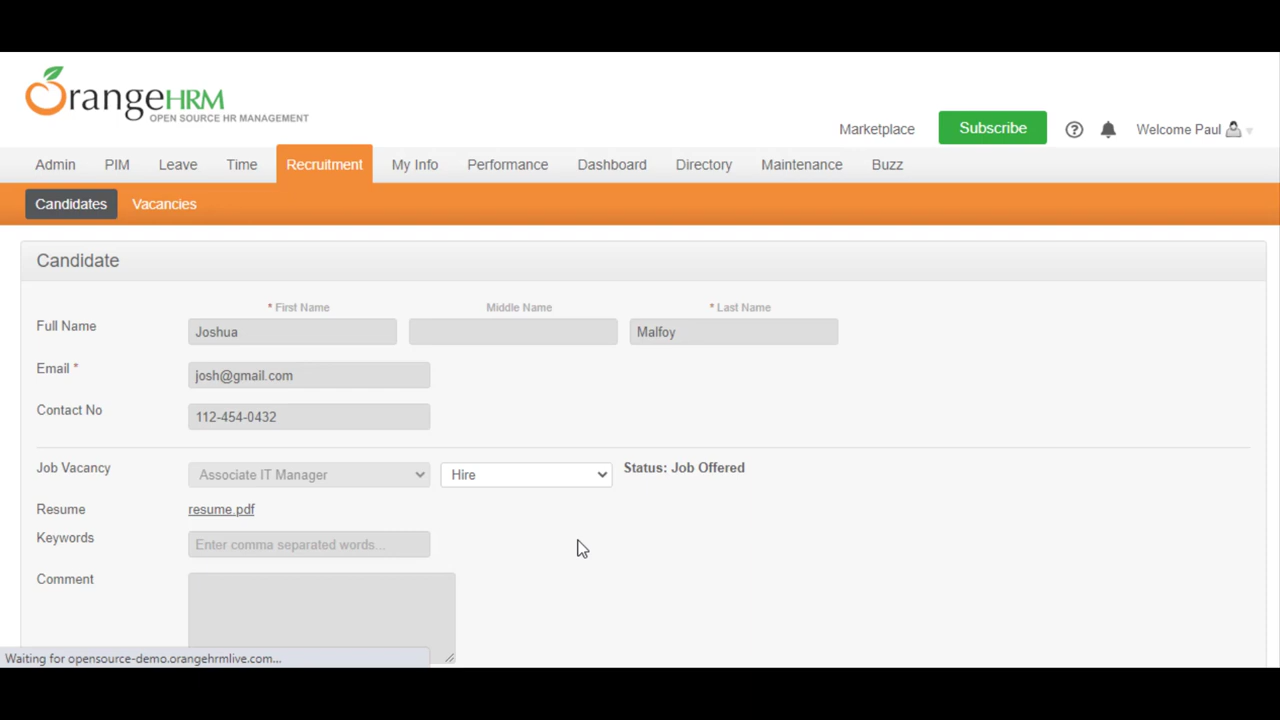 OrangeHRM
OPEN SOURCE HR MANAGEMENT
Marketplace
Subscribe
Welcome Paul
Admin
PIM
Leave
Time
Recruitment
My Info
Performance
Dashboard
Directory
Maintenance
Buzz
Candidates
Vacancies
Candidate
* First Name
Middle Name
* Last Name
Full Name
Joshua
Malfoy
Email *
josh@gmail.com
Contact No
112-454-0432
Job Vacancy
Associate IT Manager
Hire
Status: Job Offered
Resume
resume.pdf
Keywords
Enter comma separated words...
Comment
Waiting for opensource-demo.orangehrmlive.com...